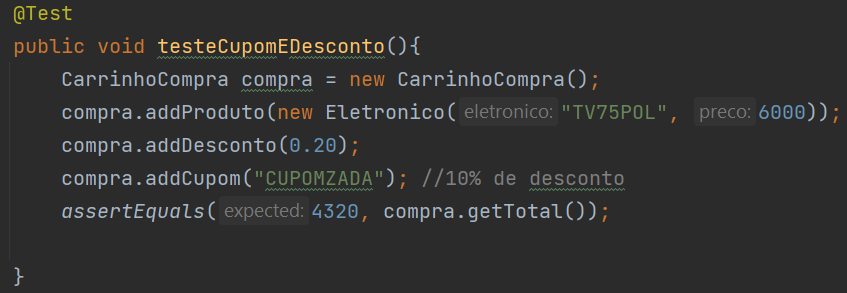 @Test
public void testeCupomEDesconto(){
CarrinhoCompra compra = new CarrinhoCompra();
compra.addProduto(new Eletronico( eletronico: "TV75POL", preco: 6000));
compra.addDesconto(0.20);
compra.addCupom("CUPOMZADA"); //10% de desconto
assertEquals( expected: 4320, compra.getTotal());
}